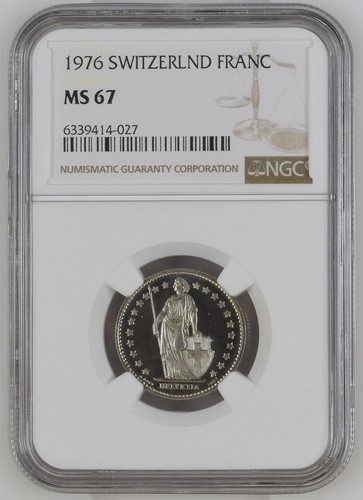 1976 SWITZERLND FRANC
MS 67
6339414-027
NUMISMATIC GUARANTY CORPORATION
NGC
HELVETIA